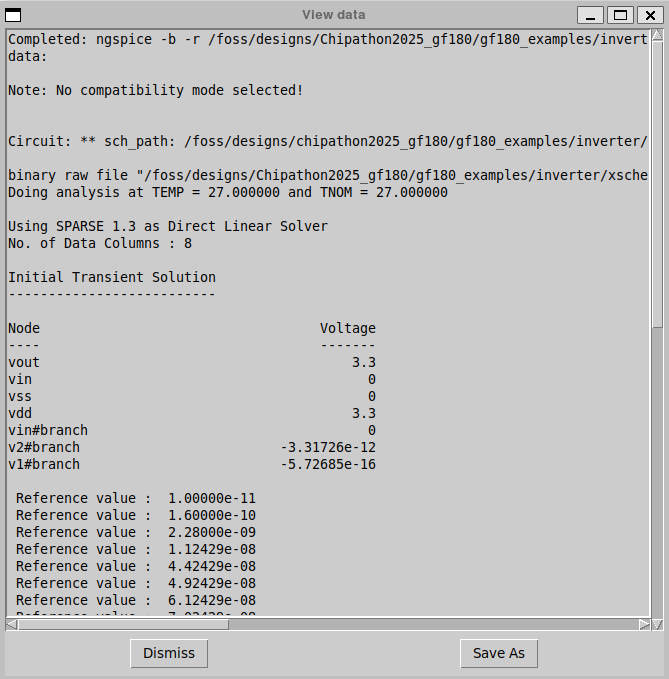 View data
Completed: ngspice -b -r /foss/designs/Chipathon2025_gf180/gf180_examples/invert
data:
Note: No compatibility mode selected!
Circuit: ** sch_path: /foss/designs/chipathon2025_gf180/gf180_examples/inverter/
binary raw file "/foss/designs/Chipathon2025_gf180/gf180_examples/inverter/xsche
Doing analysis at TEMP = 27.000000 and TNOM = 27.000000
Using SPARSE 1.3 as Direct Linear Solver
No. of Data Columns : 8
Initial Transient Solution
--------------------------
Node Voltage
---- -------
vout 3.3
vin 0
vss 0
vdd 3.3
vin#branch 0
v2#branch -3.31726e-12
v1#branch -5.72685e-16
Reference value : 1.00000e-11
Reference value : 1.60000e-10
Reference value : 2.28000e-09
Reference value : 1.12429e-08
Reference value : 4.42429e-08
Reference value : 4.92429e-08
Reference value : 6.12429e-08
Reference value :
Dismiss Save As